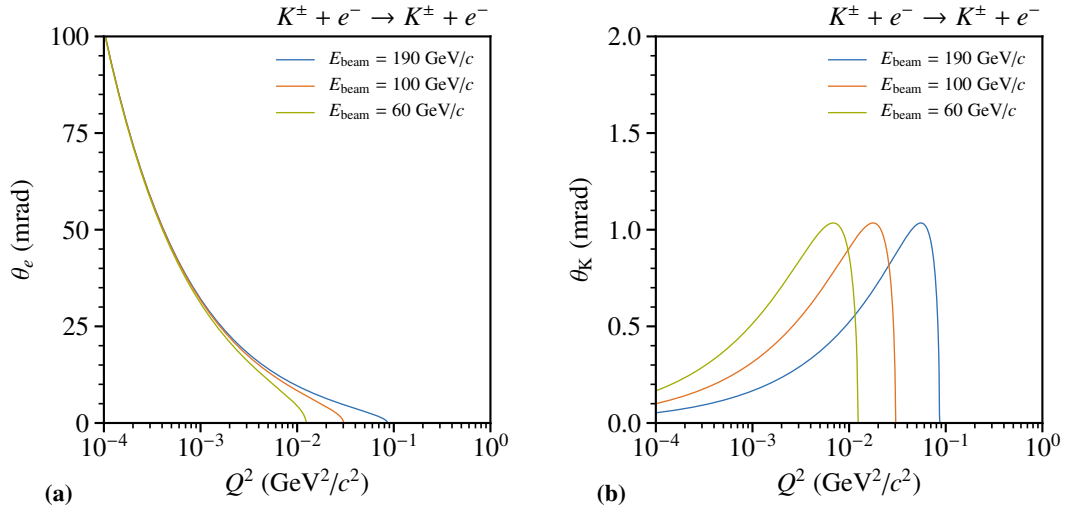 K± + e− → K± + e−
100
75
50
25
0
θe (mrad)
Ebeam = 190 GeV/c
Ebeam = 100 GeV/c
Ebeam = 60 GeV/c
10−4 10−3 10−2 10−1 100
Q2 (GeV2/c2)
(a)
K± + e− → K± + e−
2.0
1.5
1.0
0.5
0.0
θK (mrad)
Ebeam = 190 GeV/c
Ebeam = 100 GeV/c
Ebeam = 60 GeV/c
10−4 10−3 10−2 10−1 100
Q2 (GeV2/c2)
(b)